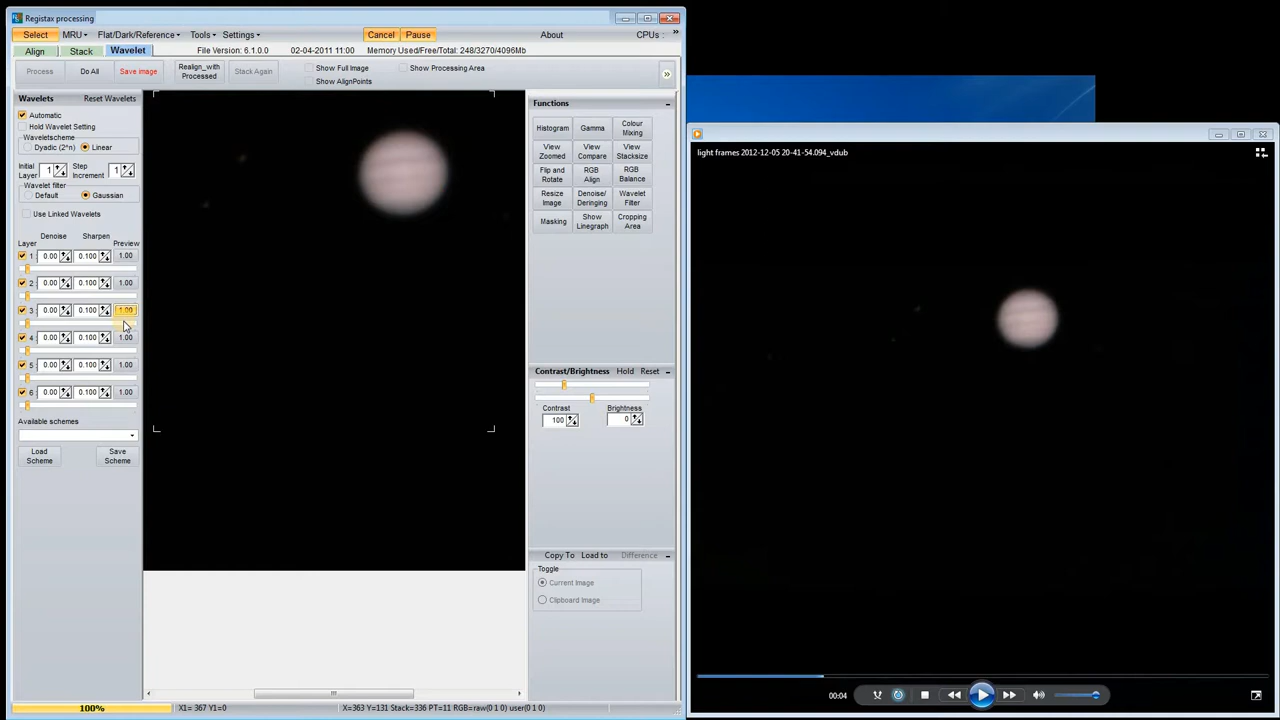 Registax processing
Select MRU Flat/Dark/Reference Tools Settings Cancel Pause About CPUs: »
Align Stack Wavelet File Version: 6.1.0.0 02-04-2011 11:00 Memory Used/Free/Total: 248/3270/4096Mb
Process Do All Save image Realign_with Processed Stack Again Show Full Image Show Processing Area »
Show AlignPoints
Wavelets Reset Wavelets
Automatic
Hold Wavelet Setting
Waveletscheme
Dyadic (2^n) Linear
Initial Layer 1 Step Increment 1
Wavelet filter
Default Gaussian
Use Linked Wavelets
Denoise Sharpen
Layer Preview
1 0.00 0.100 1.00
2 0.00 0.100 1.00
3 0.00 0.100 1.00
4 0.00 0.100 1.00
5 0.00 0.100 1.00
6 0.00 0.100 1.00
Available schemes
Load Scheme Save Scheme
Functions
Histogram Gamma Colour Mixing
View Zoomed View Compare View Stacksize
Flip and Rotate RGB Align RGB Balance
Resize Image Denoise/ Deringing Wavelet Filter
Masking Show Linegraph Cropping Area
Contrast/Brightness Hold Reset
Contrast Brightness
100 0
Copy To Load to Difference
Toggle
Current Image
Clipboard Image
100% X1= 367 Y1=0 X=363 Y=131 Stack=336 PT=11 RGB=raw(0 1 0) user(0 1 0)
light frames 2012-12-05 20-41-54.094_vdub
00:04